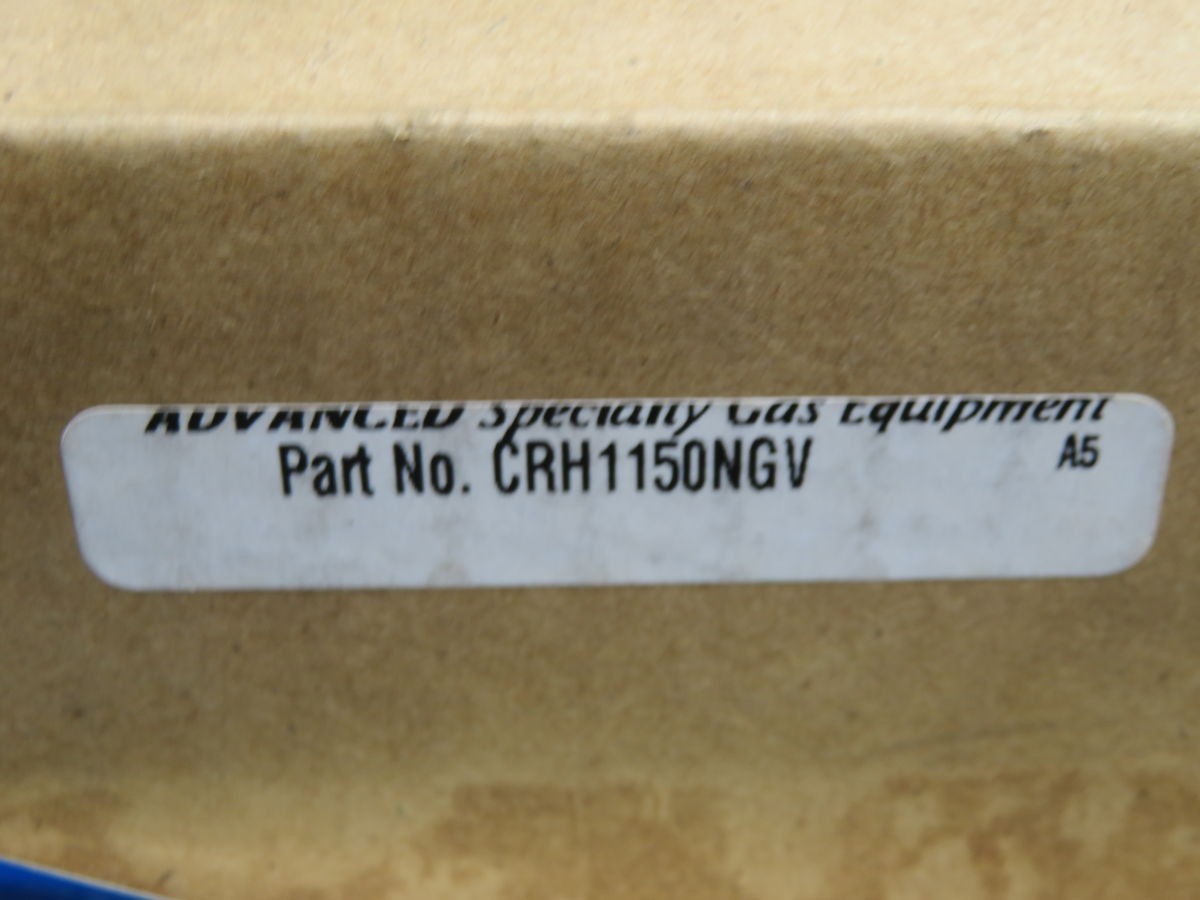 ADVANCED Specialty Gas Equipment
Part No. CRH1150NGV
A5